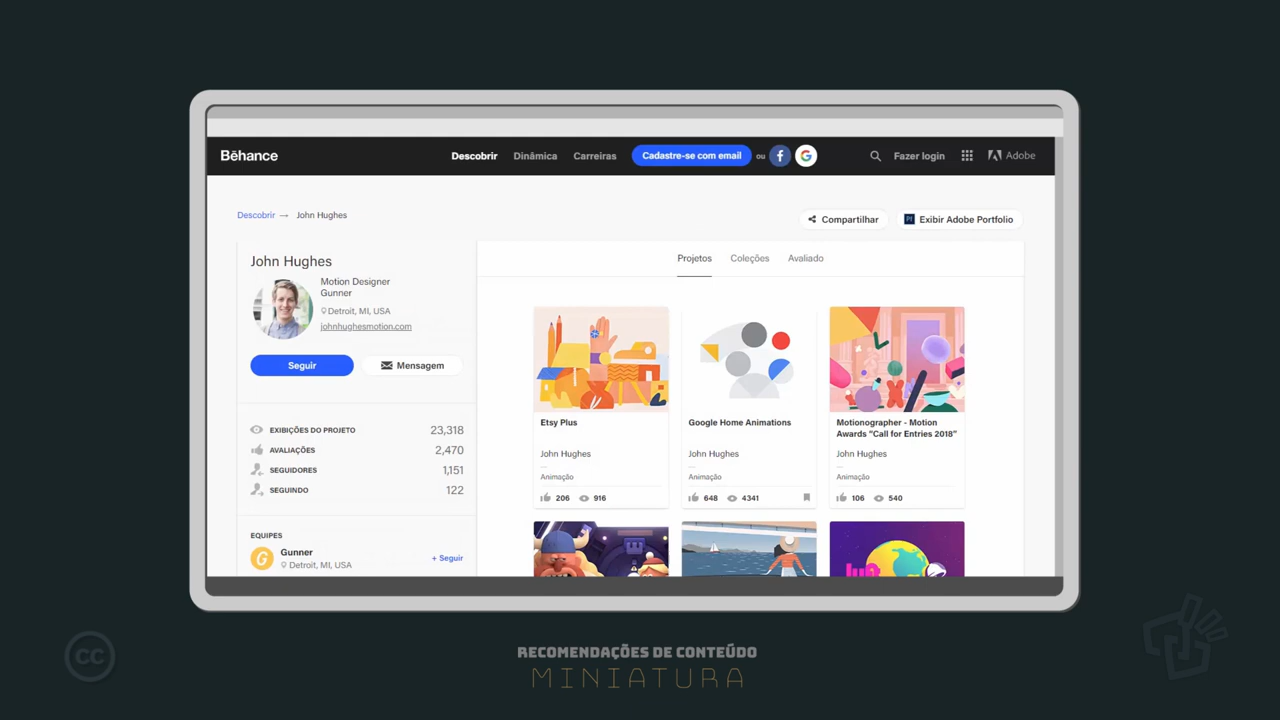 Bēhance
Descobrir Dinâmica Carreiras Cadastre-se com email ou f G Fazer login Adobe
Descobrir → John Hughes
Compartilhar Exibir Adobe Portfolio
John Hughes
Motion Designer
Gunner
Detroit, MI, USA
johnhughesmotion.com
Seguir Mensagem
EXIBIÇÕES DO PROJETO 23,318
AVALIAÇÕES 2,470
SEGUIDORES 1,151
SEGUINDO 122
EQUIPES
G Gunner
Detroit, MI, USA
+ Seguir
Projetos Coleções Avaliado
Etsy Plus
John Hughes
Animação
206 916
Google Home Animations
John Hughes
Animação
648 4341
Motionographer - Motion
Awards “Call for Entries 2018”
John Hughes
Animação
106 540
CC
RECOMENDAÇÕES DE CONTEÚDO
MINIATURA